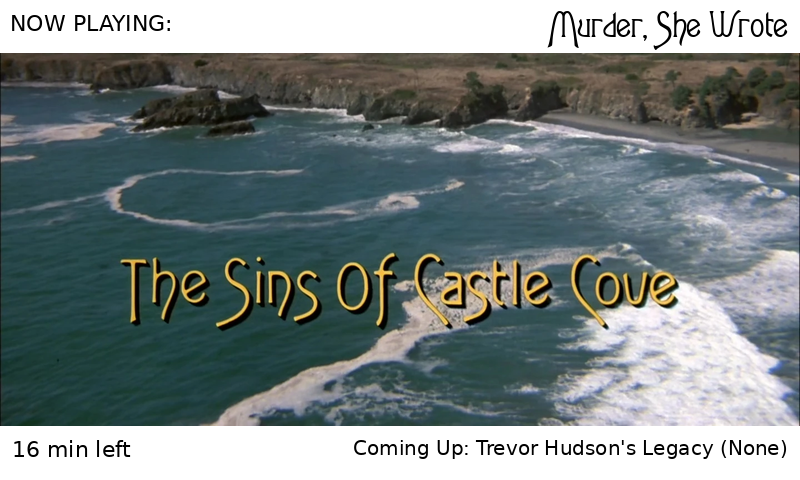 NOW PLAYING:
Murder, She Wrote
The Sins Of Castle Cove
16 min left
Coming Up: Trevor Hudson's Legacy (None)